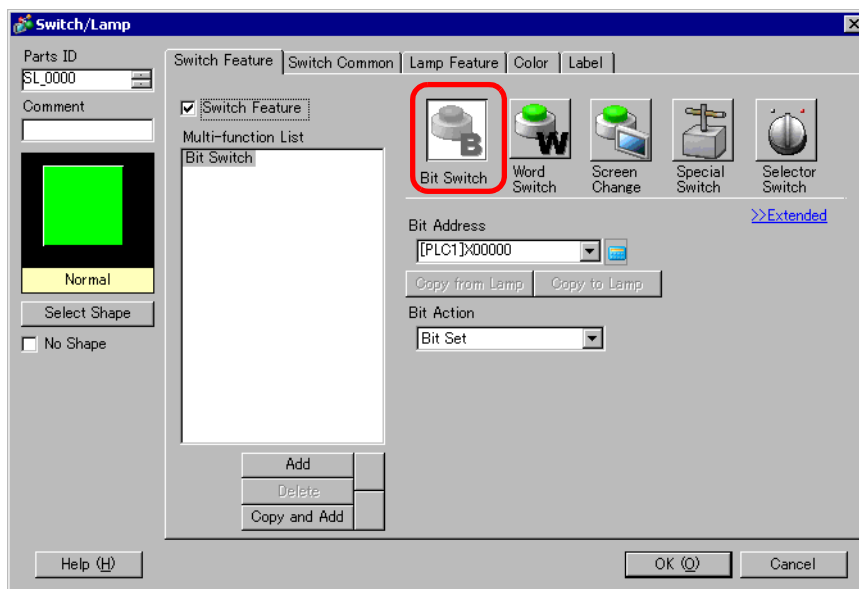 Switch/Lamp
Parts ID
SL_0000
Comment
Normal
Select Shape
No Shape
Switch Feature
Switch Common
Lamp Feature
Color
Label
Switch Feature
Multi-function List
Bit Switch
Add
Delete
Copy and Add
B
Bit Switch
W
Word
Switch
Screen
Change
Special
Switch
Selector
Switch
>>Extended
Bit Address
[PLC1]X00000
Copy from Lamp
Copy to Lamp
Bit Action
Bit Set
Help (H)
OK (O)
Cancel